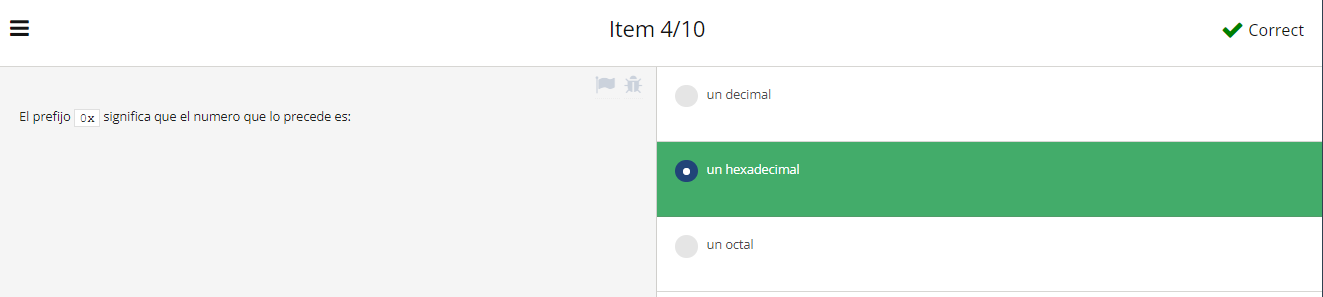 Item 4/10
Correct
El prefijo 0x significa que el numero que lo precede es:
un decimal
un hexadecimal
un octal